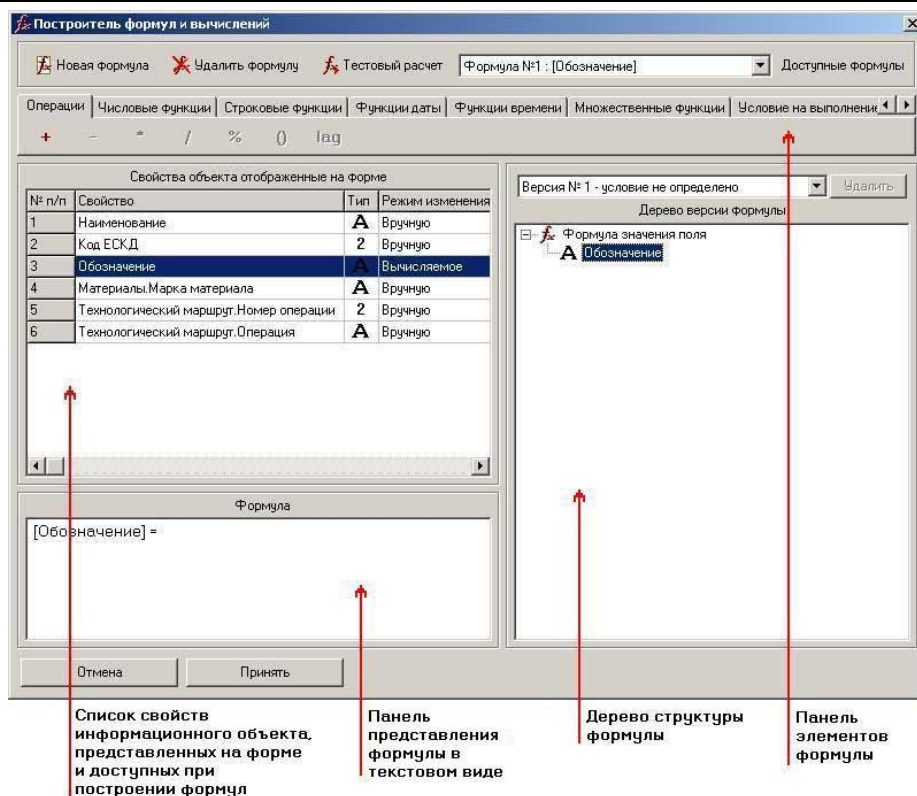 Построитель формул и вычислений
Новая формула Удалить формулу Тестовый расчет Формула №1 : [Обозначение] Доступные формулы
Операции Числовые функции Строковые функции Функции даты Функции времени Множественные функции Условие на выполнение
+ - * / % () lag
Свойства объекта отображенные на форме
№ п/п Свойство Тип Режим изменения
1 Наименование А Вручную
2 Код ЕСКД 2 Вручную
3 Обозначение А Вычисляемое
4 Материалы.Марка материала А Вручную
5 Технологический маршрут.Номер операции 2 Вручную
6 Технологический маршрут.Операция А Вручную
Версия № 1 - условие не определено Удалить
Дерево версии формулы
Формула значения поля
А Обозначение
Формула
[Обозначение] =
Отмена Принять
Список свойств
информационного объекта,
представленных на форме
и доступных при
построении формул
Панель
представления
формулы в
текстовом виде
Дерево структуры
формулы
Панель
элементов
формулы